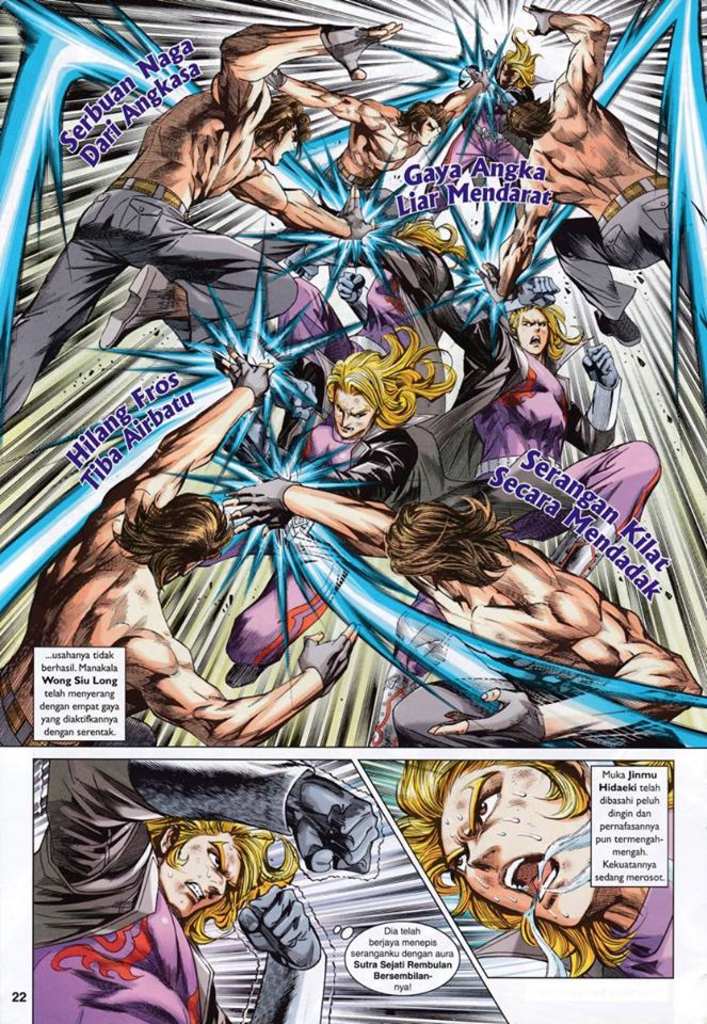 Serbuan Naga
Dari Angkasa
Gaya Angka
Liar Mendarat
Hilang Fros
Tiba Airbatu
Serangan Kilat
Secara Mendadak
...usahanya tidak
berhasil. Manakala
Wong Siu Long
telah menyerang
dengan empat gaya
yang diaktifkannya
dengan serentak.
Muka Jinmu
Hidaeki telah
dibasahi peluh
dingin dan
pernafasannya
pun mengah-
mengah.
Kekuatannya
sedang merosot.
Dia telah
berjaya menepis
seranganku dengan aura
Sutra Sejati Rembulan
Bersembilan-
nya!
22